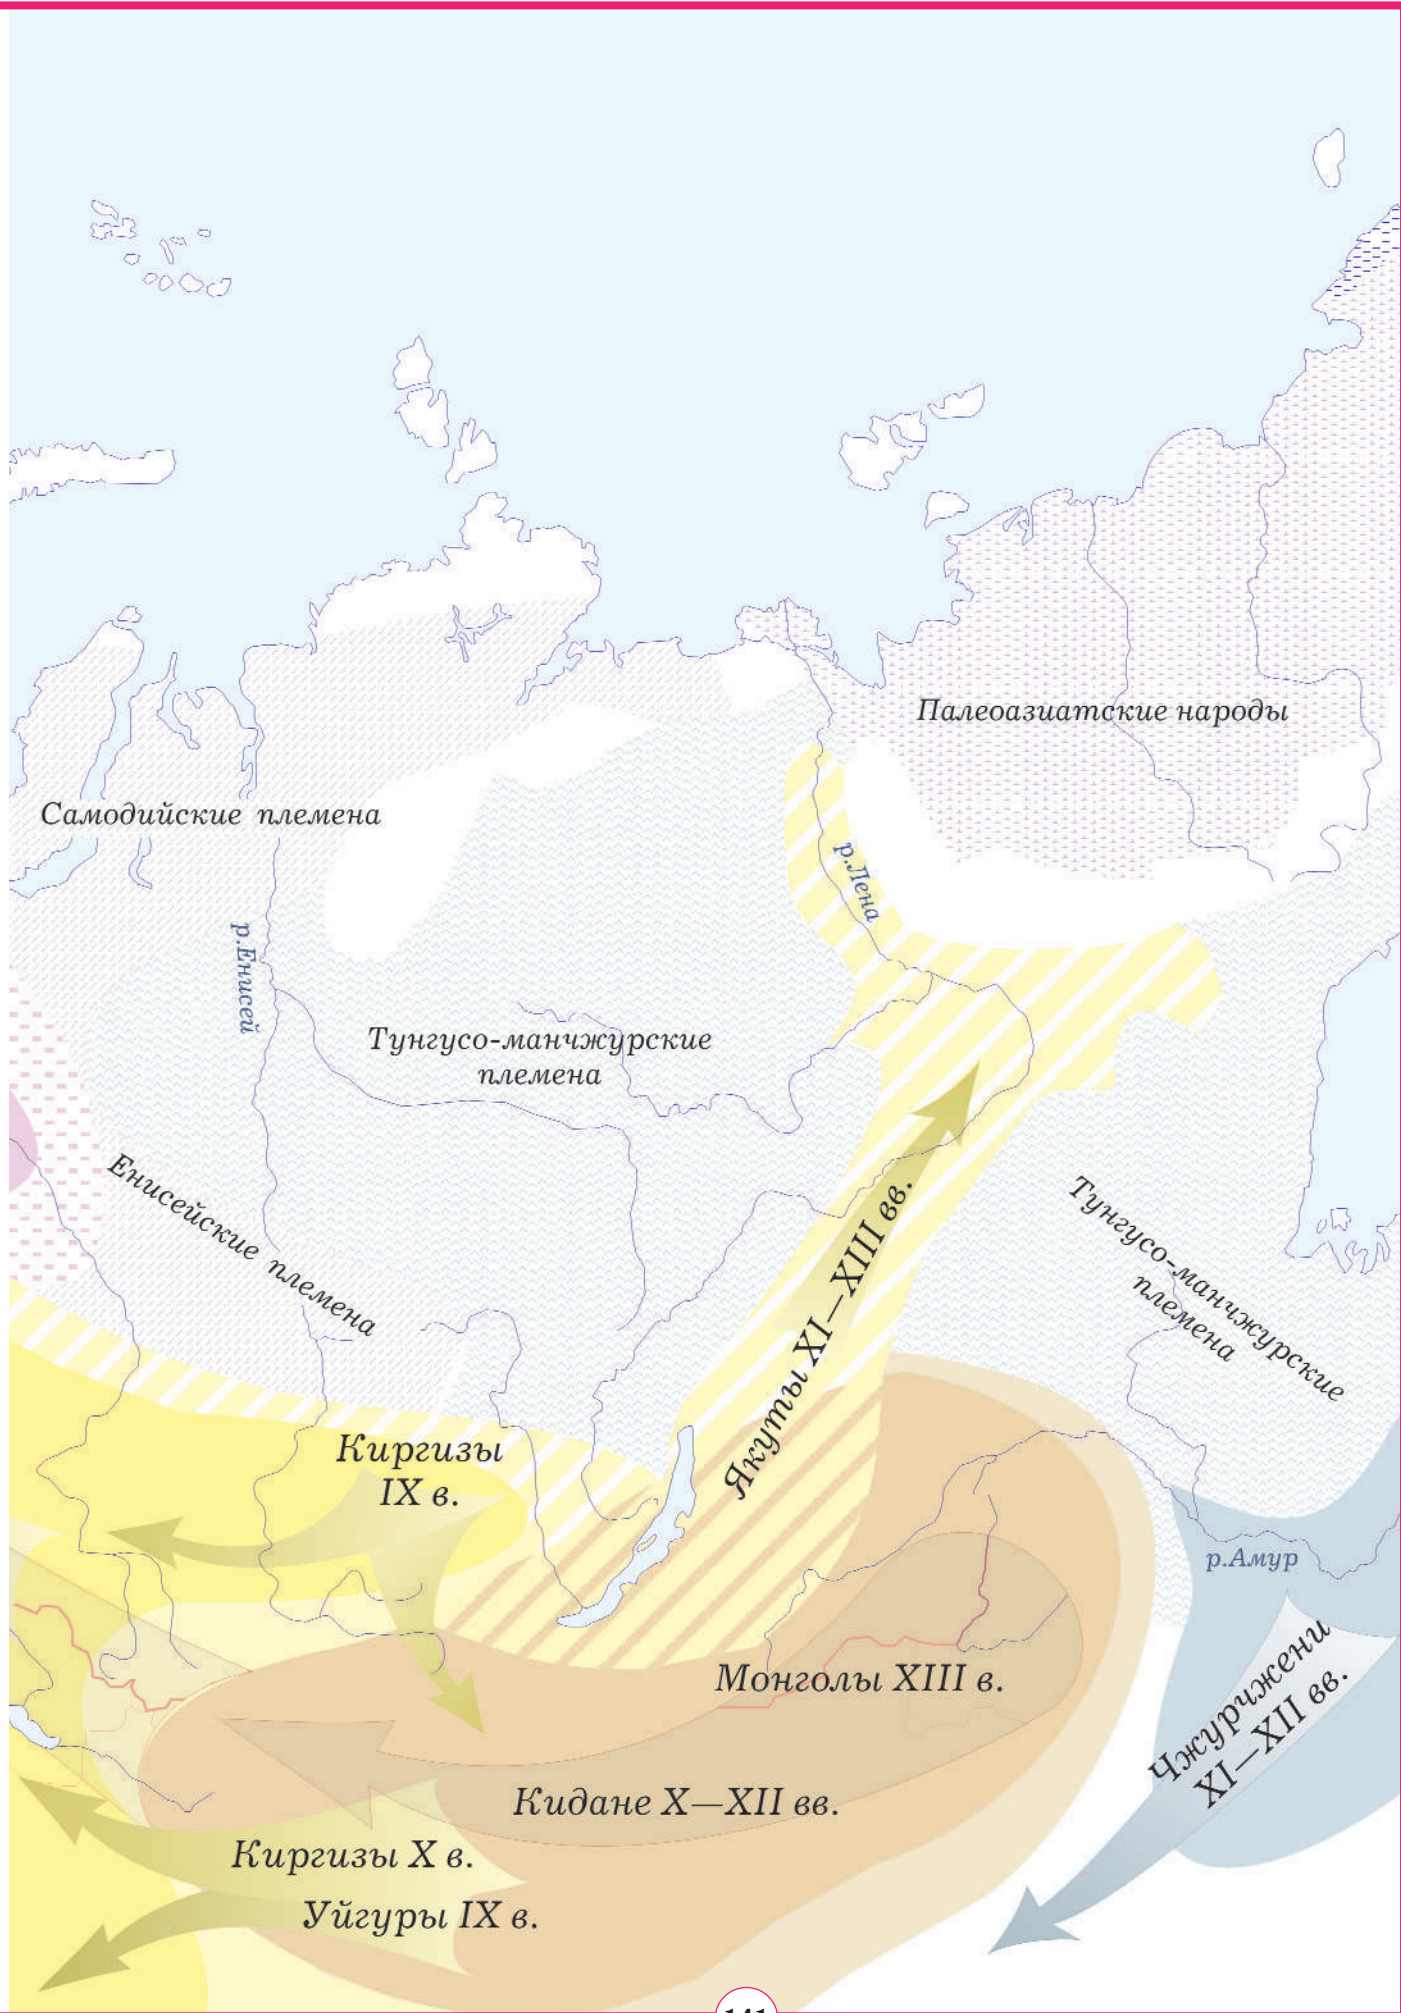 Палеоазиатские народы
Самодийские племена
р.Лена
р.Енисей
Тунгусо-манчжурские
племена
Енисейские племена
Тунгусо-манчжурские
племена
Якуты XI—XIII вв.
Киргизы
IX в.
р.Амур
Монголы XIII в.
Чжурчжени
XI—XII вв.
Кидане X—XII вв.
Киргизы X в.
Уйгуры IX в.
141